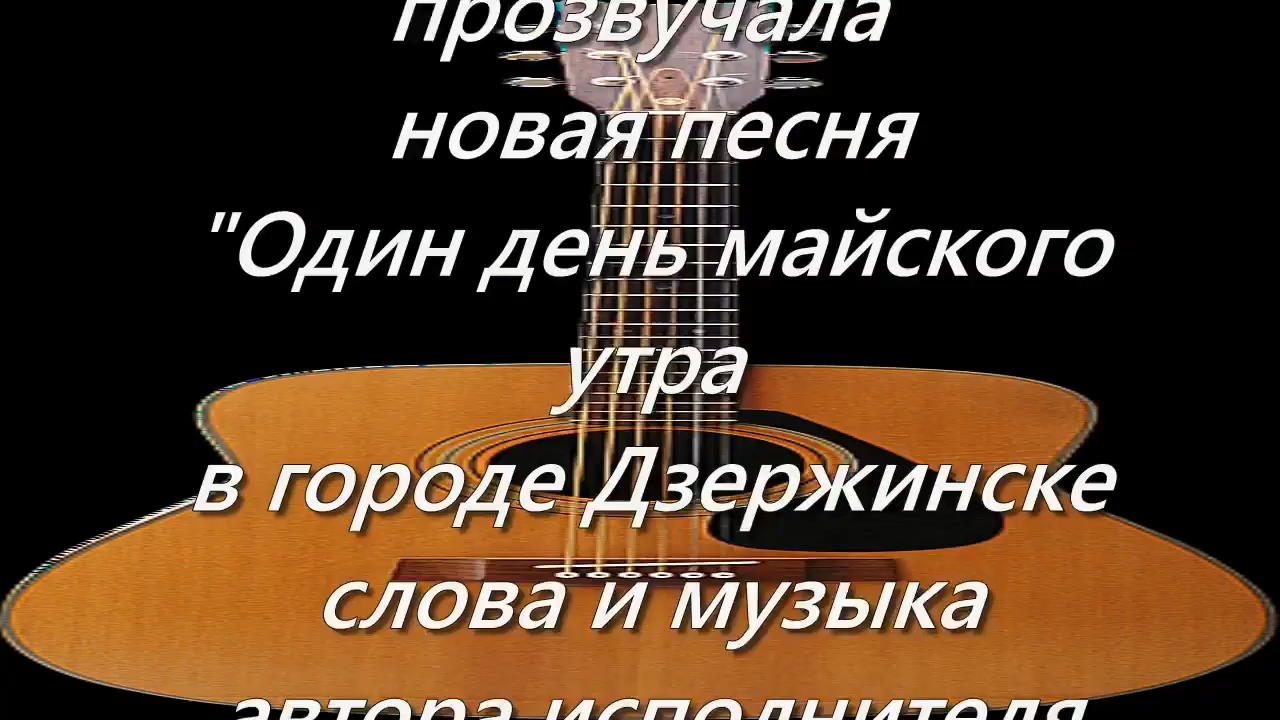 прозвучала
новая песня
"Один день майского
утра
в городе Дзержинске
слова и музыка
автора исполнителя